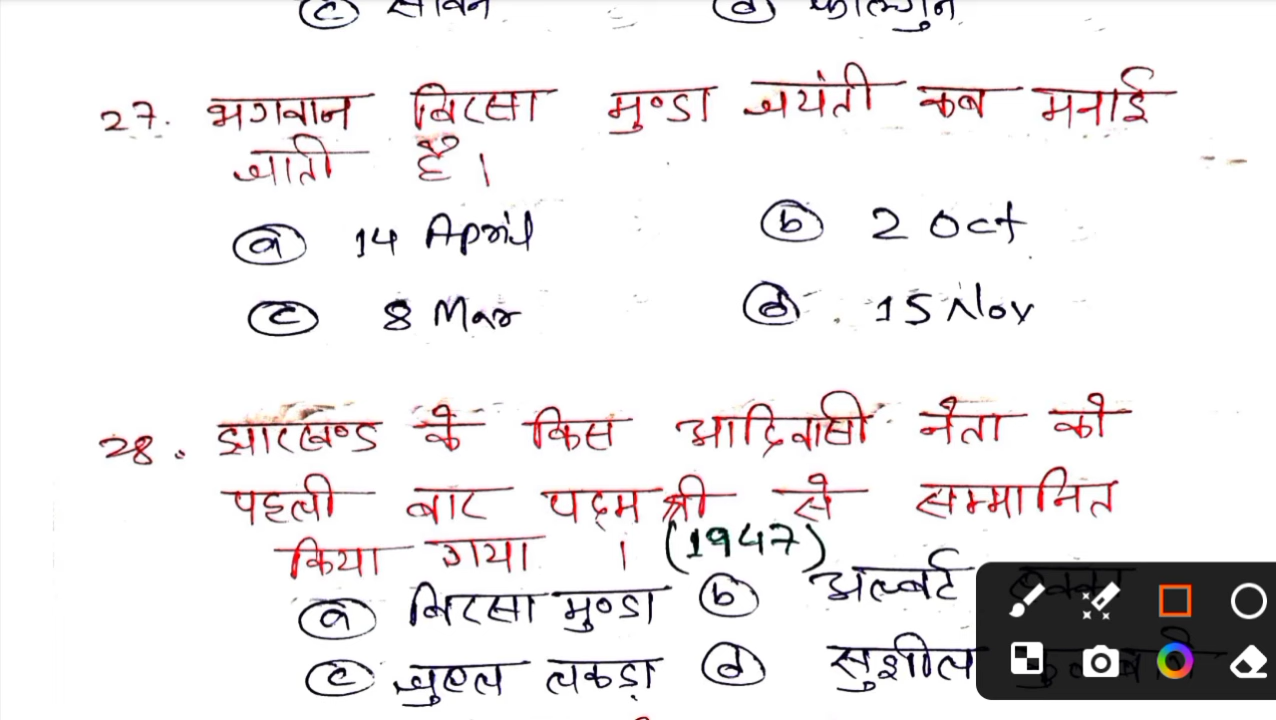 (c) सावन (d) फाल्गुन
27. भगवान बिरसा मुण्डा जयंती कब मनाई
जाती है।
(a) 14 April (b) 2 Oct
(c) 8 Mar (d) 15 Nov
28. झारखण्ड के किस आदिवासी नेता को
पहली बार पद्मश्री से सम्मानित
किया गया । (1947)
(a) बिरसा मुण्डा (b) अल्बर्ट
(c) जुएल लकड़ा (d) सुशील